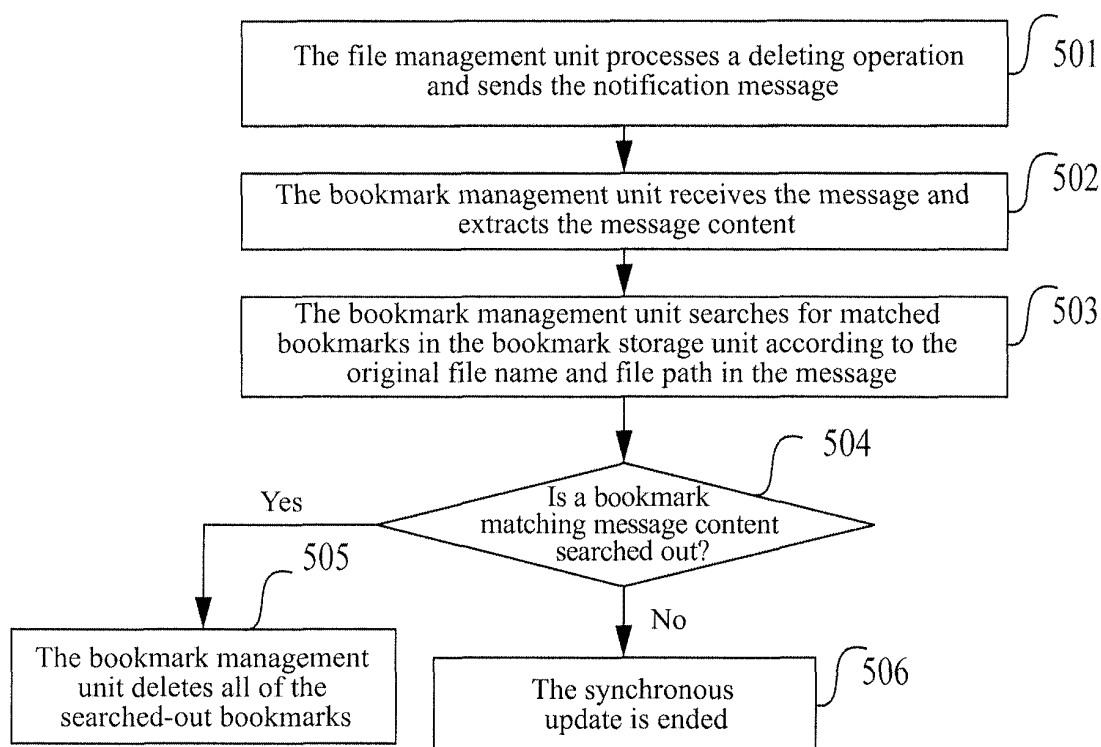 The file management unit processes a deleting operation
and sends the notification message
501
The bookmark management unit receives the message and
extracts the message content
502
The bookmark management unit searches for matched
bookmarks in the bookmark storage unit according to the
original file name and file path in the message
503
504
Is a bookmark
matching message content
searched out?
Yes
505
No
The bookmark management
unit deletes all of the
searched-out bookmarks
The synchronous
update is ended
506